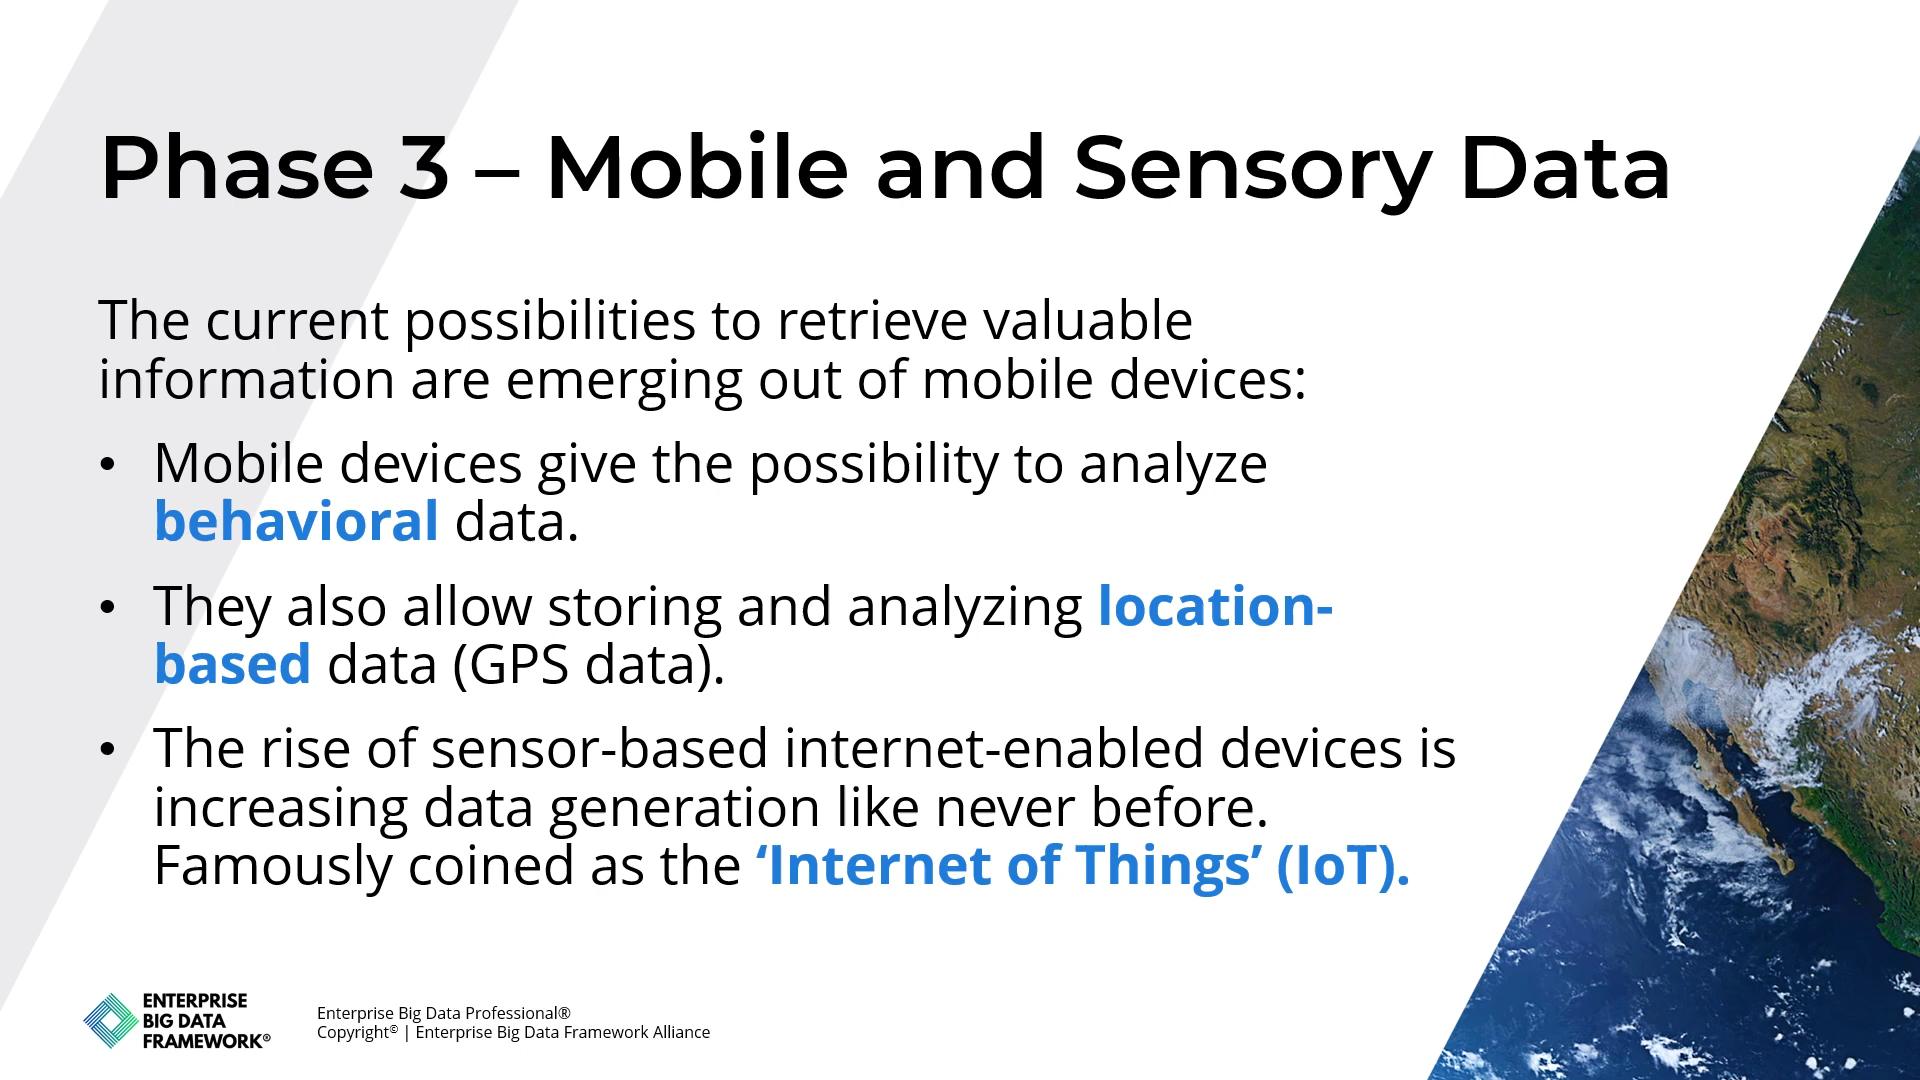 Phase 3 – Mobile and Sensory Data
The current possibilities to retrieve valuable
information are emerging out of mobile devices:
• Mobile devices give the possibility to analyze
behavioral data.
• They also allow storing and analyzing location-
based data (GPS data).
• The rise of sensor-based internet-enabled devices is
increasing data generation like never before.
Famously coined as the ‘Internet of Things’ (IoT).
ENTERPRISE
BIG DATA
FRAMEWORK®
Enterprise Big Data Professional®
Copyright© | Enterprise Big Data Framework Alliance